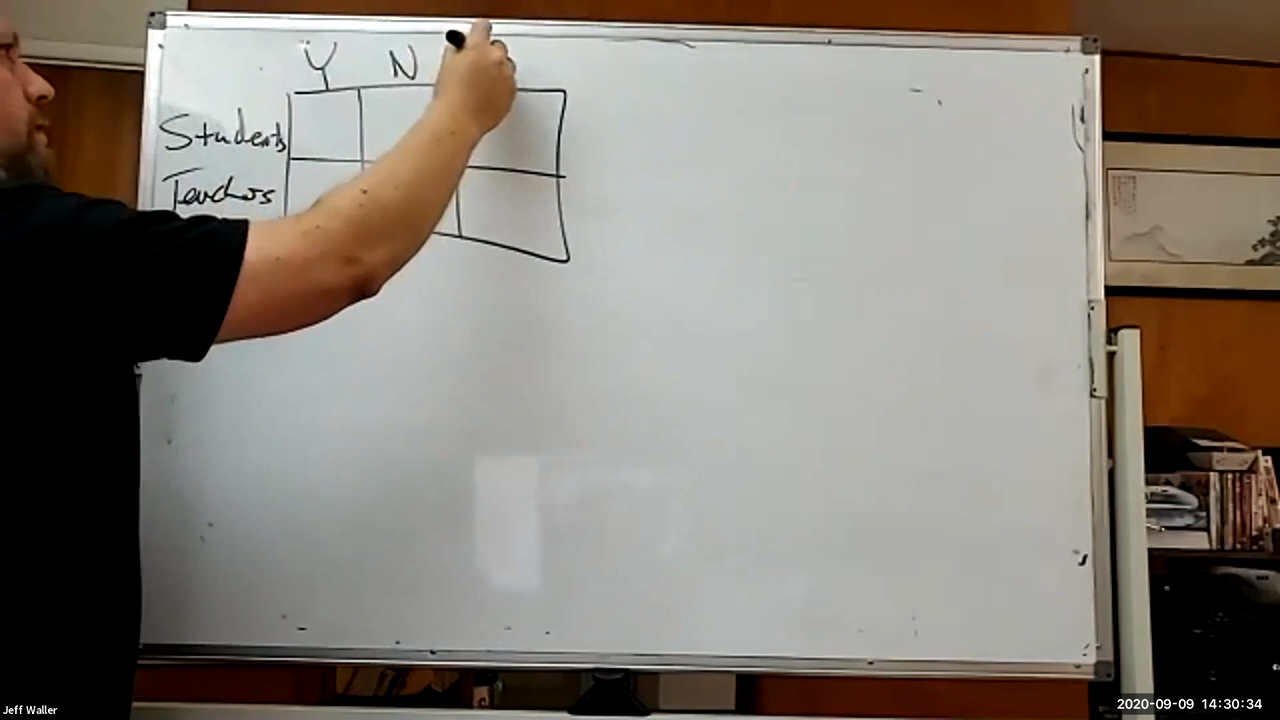 Y N
Students
Teachers
Jeff Waller
2020-09-09 14:30:34